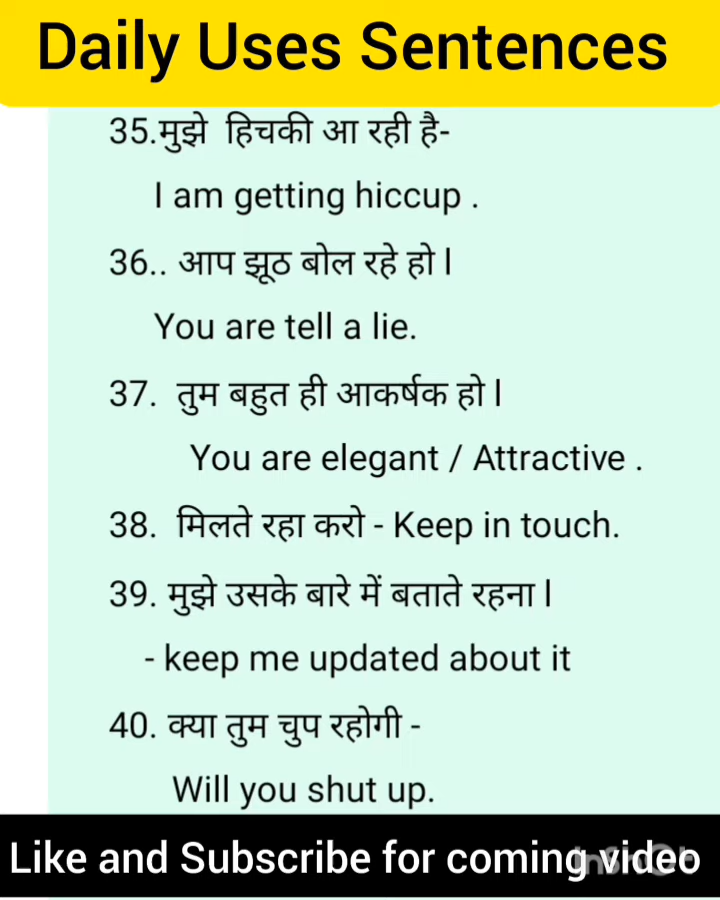 Daily Uses Sentences
35.मुझे हिचकी आ रही है-
I am getting hiccup .
36.. आप झूठ बोल रहे हो।
You are tell a lie.
37. तुम बहुत ही आकर्षक हो।
You are elegant / Attractive .
38. मिलते रहा करो - Keep in touch.
39. मुझे उसके बारे में बताते रहना।
- keep me updated about it
40. क्या तुम चुप रहोगी -
Will you shut up.
Like and Subscribe for coming video
InShOt